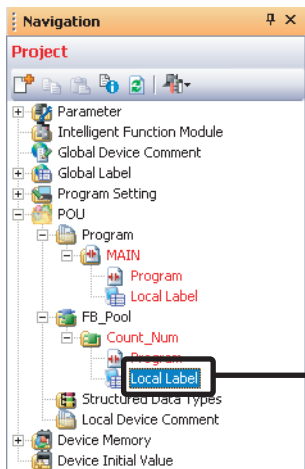 Navigation
Project
Parameter
Intelligent Function Module
Global Device Comment
Global Label
Program Setting
POU
Program
MAIN
Program
Local Label
FB_Pool
Count_Num
Program
Local Label
Structured Data Types
Local Device Comment
Device Memory
Device Initial Value